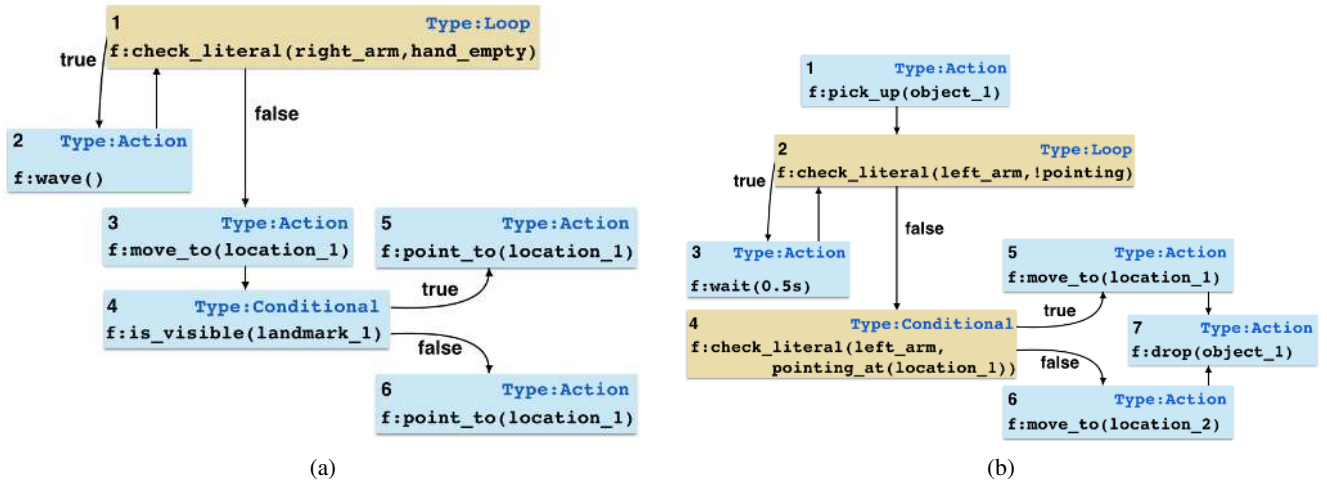 1 Type:Loop
f:check_literal(right_arm,hand_empty)
true
false
2 Type:Action
f:wave()
3 Type:Action
f:move_to(location_1)
5 Type:Action
f:point_to(location_1)
4 Type:Conditional
f:is_visible(landmark_1)
true
false
6 Type:Action
f:point_to(location_1)
(a)
1 Type:Action
f:pick_up(object_1)
2 Type:Loop
f:check_literal(left_arm,!pointing)
true
false
3 Type:Action
f:wait(0.5s)
5 Type:Action
f:move_to(location_1)
4 Type:Conditional
f:check_literal(left_arm,
pointing_at(location_1))
true
false
7 Type:Action
f:drop(object_1)
6 Type:Action
f:move_to(location_2)
(b)